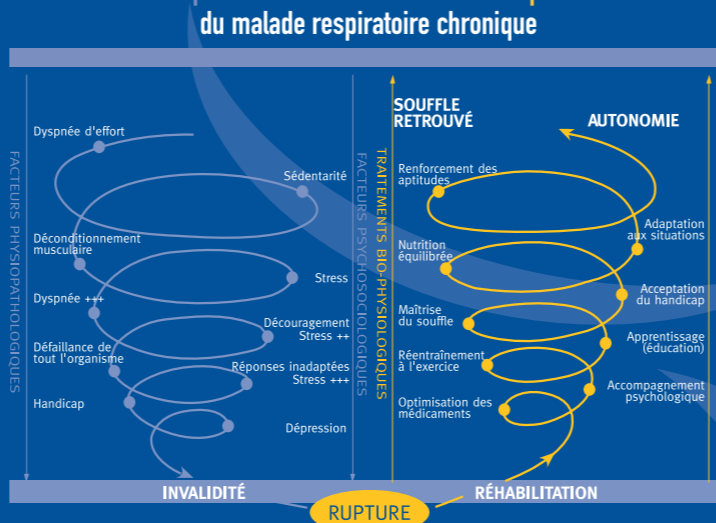 du malade respiratoire chronique
FACTEURS PHYSIOPATHOLOGIQUES
Dyspnée d'effort
Sédentarité
Déconditionnement
musculaire
Stress
Dyspnée +++
Découragement
Stress ++
Défaillance de
tout l'organisme
Réponses inadaptées
Stress +++
Handicap
Dépression
FACTEURS PSYCHOSOCIOLOGIQUES
INVALIDITÉ
TRAITEMENTS BIO-PHYSIOLOGIQUES
SOUFFLE
RETROUVÉ
AUTONOMIE
Renforcement des
aptitudes
Adaptation
aux situations
Nutrition
équilibrée
Acceptation
du handicap
Maîtrise
du souffle
Apprentissage
(éducation)
Réentraînement
à l'exercice
Accompagnement
psychologique
Optimisation des
médicaments
RÉHABILITATION
RUPTURE